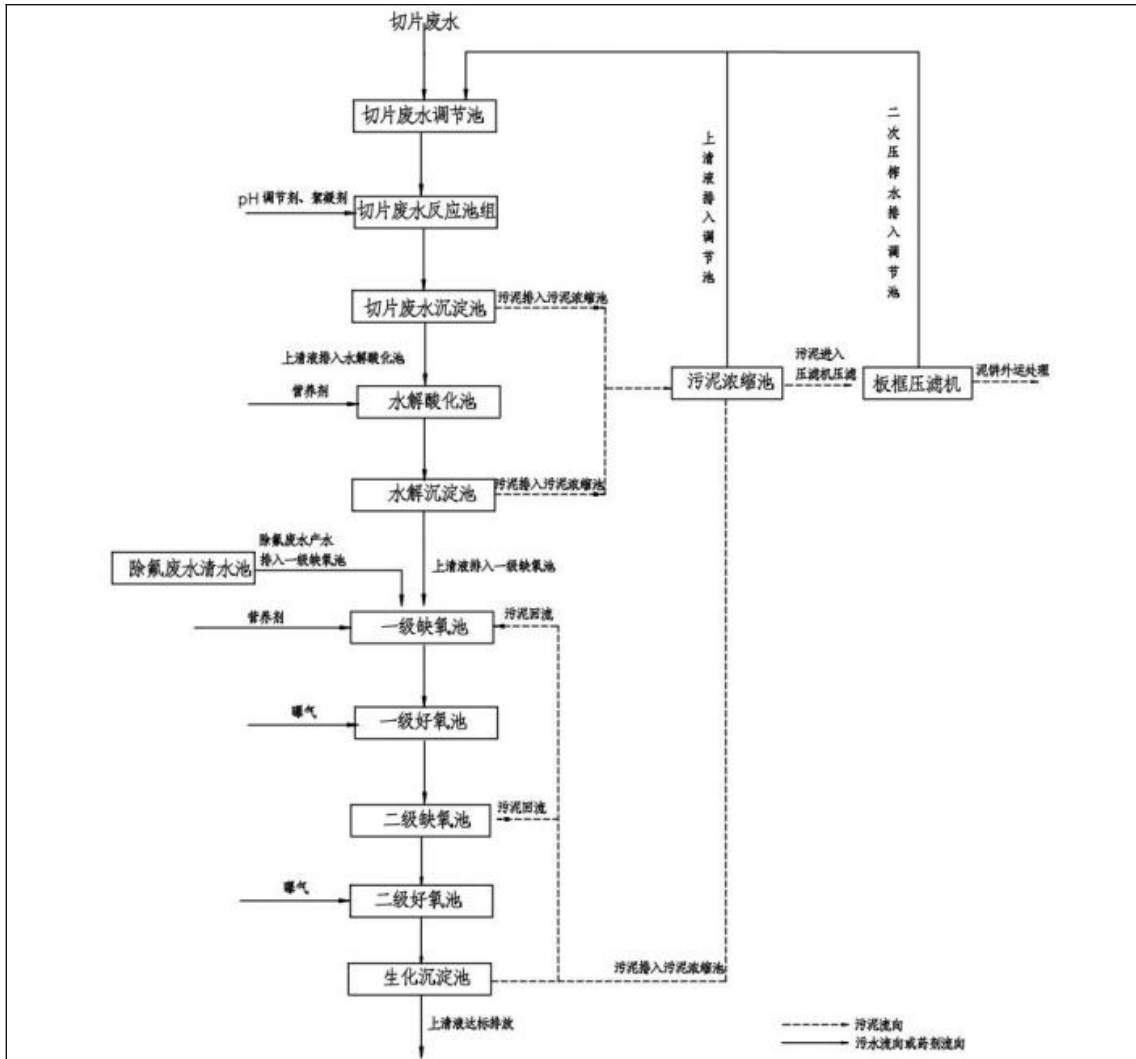 切片废水
切片废水调节池
上清液排入调节池
二次压榨水排入调节池
pH 调节剂、絮凝剂
切片废水反应池组
切片废水沉淀池
污泥排入污泥浓缩池
上清液排入水解酸化池
污泥浓缩池
污泥进入
压滤机压滤
板框压滤机
泥饼外运处理
营养剂
水解酸化池
水解沉淀池
污泥排入污泥浓缩池
除氟废水清水池
除氟废水产水
排入一级缺氧池
上清液排入一级缺氧池
营养剂
一级缺氧池
污泥回流
曝气
一级好氧池
二级缺氧池
污泥回流
曝气
二级好氧池
生化沉淀池
污泥排入污泥浓缩池
上清液达标排放
污泥流向
污水流向或药剂流向